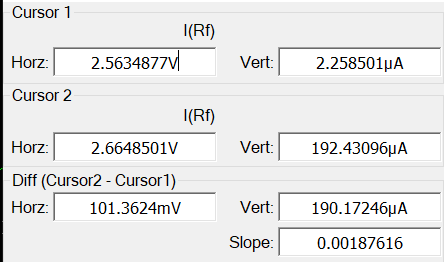 Cursor 1
I(Rf)
Horz: 2.5634877V Vert: 2.258501µA
Cursor 2
I(Rf)
Horz: 2.6648501V Vert: 192.43096µA
Diff (Cursor2 - Cursor1)
Horz: 101.3624mV Vert: 190.17246µA
Slope: 0.00187616